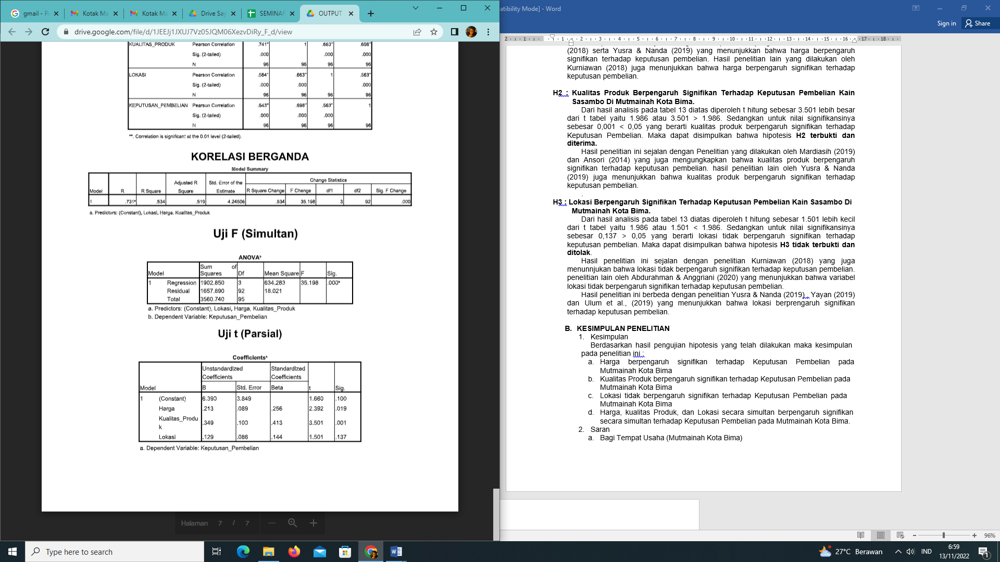 gmail - P
Kotak Ma
Kotak Ma
Drive Say
SEMINAR
OUTPUT
drive.google.com/file/d/1JEEJj1JXUJ7Vz05JQM06XezvDiRy_F_d/view
KUALITAS_PRODUK Pearson Correlation .741** 1 .663** .698**
Sig. (2-tailed) .000 .000 .000
N 96 96 96 96
LOKASI Pearson Correlation .564** .663** 1 .563**
Sig. (2-tailed) .000 .000 .000
N 96 96 96 96
KEPUTUSAN_PEMBELIAN Pearson Correlation .643** .698** .563** 1
Sig. (2-tailed) .000 .000 .000
N 96 96 96 96
**. Correlation is significant at the 0.01 level (2-tailed).
KORELASI BERGANDA
Model Summary
Change Statistics
Model R R Square Adjusted R Square Std. Error of the Estimate R Square Change F Change df1 df2 Sig. F Change
1 .731a .534 .519 4.24506 .534 35.198 3 92 .000
a. Predictors: (Constant), Lokasi, Harga, Kualitas_Produk
Uji F (Simultan)
ANOVAb
Model Sum of Squares Df Mean Square F Sig.
1 Regression 1902.850 3 634.283 35.198 .000a
Residual 1657.890 92 18.021
Total 3560.740 95
a. Predictors: (Constant), Lokasi, Harga, Kualitas_Produk
b. Dependent Variable: Keputusan_Pembelian
Uji t (Parsial)
Coefficientsa
Unstandardized Coefficients Standardized Coefficients
Model B Std. Error Beta t Sig.
1 (Constant) 6.390 3.849 1.660 .100
Harga .213 .089 .256 2.392 .019
Kualitas_Produk .349 .100 .413 3.501 .001
Lokasi .129 .086 .144 1.501 .137
a. Dependent Variable: Keputusan_Pembelian
Halaman 7 / 7
atibility Mode] - Word
Sign in
Share
2 1 1 2 3 4 5 6 7 8 9 10 11 12 13 14 15 16 17 18
(2018) serta Yusra & Nanda (2019) yang menunjukkan bahwa harga berpengaruh
signifikan terhadap keputusan pembelian. Hasil penelitian lain yang dilakukan oleh
Kurniawan (2018) juga menunjukkan bahwa harga berpengaruh signifikan terhadap
keputusan pembelian.
H2 : Kualitas Produk Berpengaruh Signifikan Terhadap Keputusan Pembelian Kain
Sasambo Di Mutmainah Kota Bima.
Dari hasil analisis pada tabel 13 diatas diperoleh t hitung sebesar 3.501 lebih besar
dari t tabel yaitu 1.986 atau 3.501 > 1.986. Sedangkan untuk nilai signifikansinya
sebesar 0,001 < 0,05 yang berarti kualitas produk berpengaruh signifikan terhadap
Keputusan Pembelian. Maka dapat disimpulkan bahwa hipotesis H2 terbukti dan
diterima.
Hasil penelitian ini sejalan dengan Penelitian yang dilakukan oleh Mardiasih (2019)
dan Ansori (2014) yang juga mengungkapkan bahwa kualitas produk berpengaruh
signifikan terhadap keputusan pembelian. hasil penelitian lain oleh Yusra & Nanda
(2019) juga menunjukkan bahwa kualitas produk berpengaruh signifikan terhadap
keputusan pembelian.
.
H3 : Lokasi Berpengaruh Signifikan Terhadap Keputusan Pembelian Kain Sasambo Di
Mutmainah Kota Bima.
Dari hasil analisis pada tabel 13 diatas diperoleh t hitung sebesar 1.501 lebih kecil
dari t tabel yaitu 1.986 atau 1.501 < 1.986. Sedangkan untuk nilai signifikansinya
sebesar 0,137 > 0,05 yang berarti lokasi tidak berpengaruh signifikan terhadap
keputusan pembelian. Maka dapat disimpulkan bahwa hipotesis H3 tidak terbukti dan
ditolak.
Hasil penelitian ini sejalan dengan penelitian Kurniawan (2018) yang juga
menunnjukan bahwa lokasi tidak berpengaruh signifikan terhadap keputusan pembelian.
penelitian lain oleh Abdurahman & Anggriani (2020) yang menunjukkan bahwa variabel
lokasi tidak berpengaruh signifikan terhadap keputusan pembelian.
Hasil penelitian ini berbeda dengan penelitian Yusra & Nanda (2019) , Yayan (2019)
dan Ulum et al., (2019) yang menunjukkan bahwa lokasi berprengaruh signifikan
terhadap keputusan pembelian.
B. KESIMPULAN PENELITIAN
1. Kesimpulan
Berdasarkan hasil pengujian hipotesis yang telah dilakukan maka kesimpulan
pada penelitian ini :
a. Harga berpengaruh signifikan terhadap Keputusan Pembelian pada
Mutmainah Kota Bima
b. Kualitas Produk berpengaruh signifikan terhadap Keputusan Pembelian pada
Mutmainah Kota Bima
c. Lokasi tidak berpengaruh signifikan terhadap Keputusan Pembelian pada
Mutmainah Kota Bima
d. Harga, kualitas Produk, dan Lokasi secara simultan berpengaruh signifikan
secara simultan terhadap Keputusan Pembelian pada Mutmainah Kota Bima.
2. Saran
a. Bagi Tempat Usaha (Mutmainah Kota Bima)
96%
Type here to search
27°C Berawan
IND
6:59
13/11/2022
1